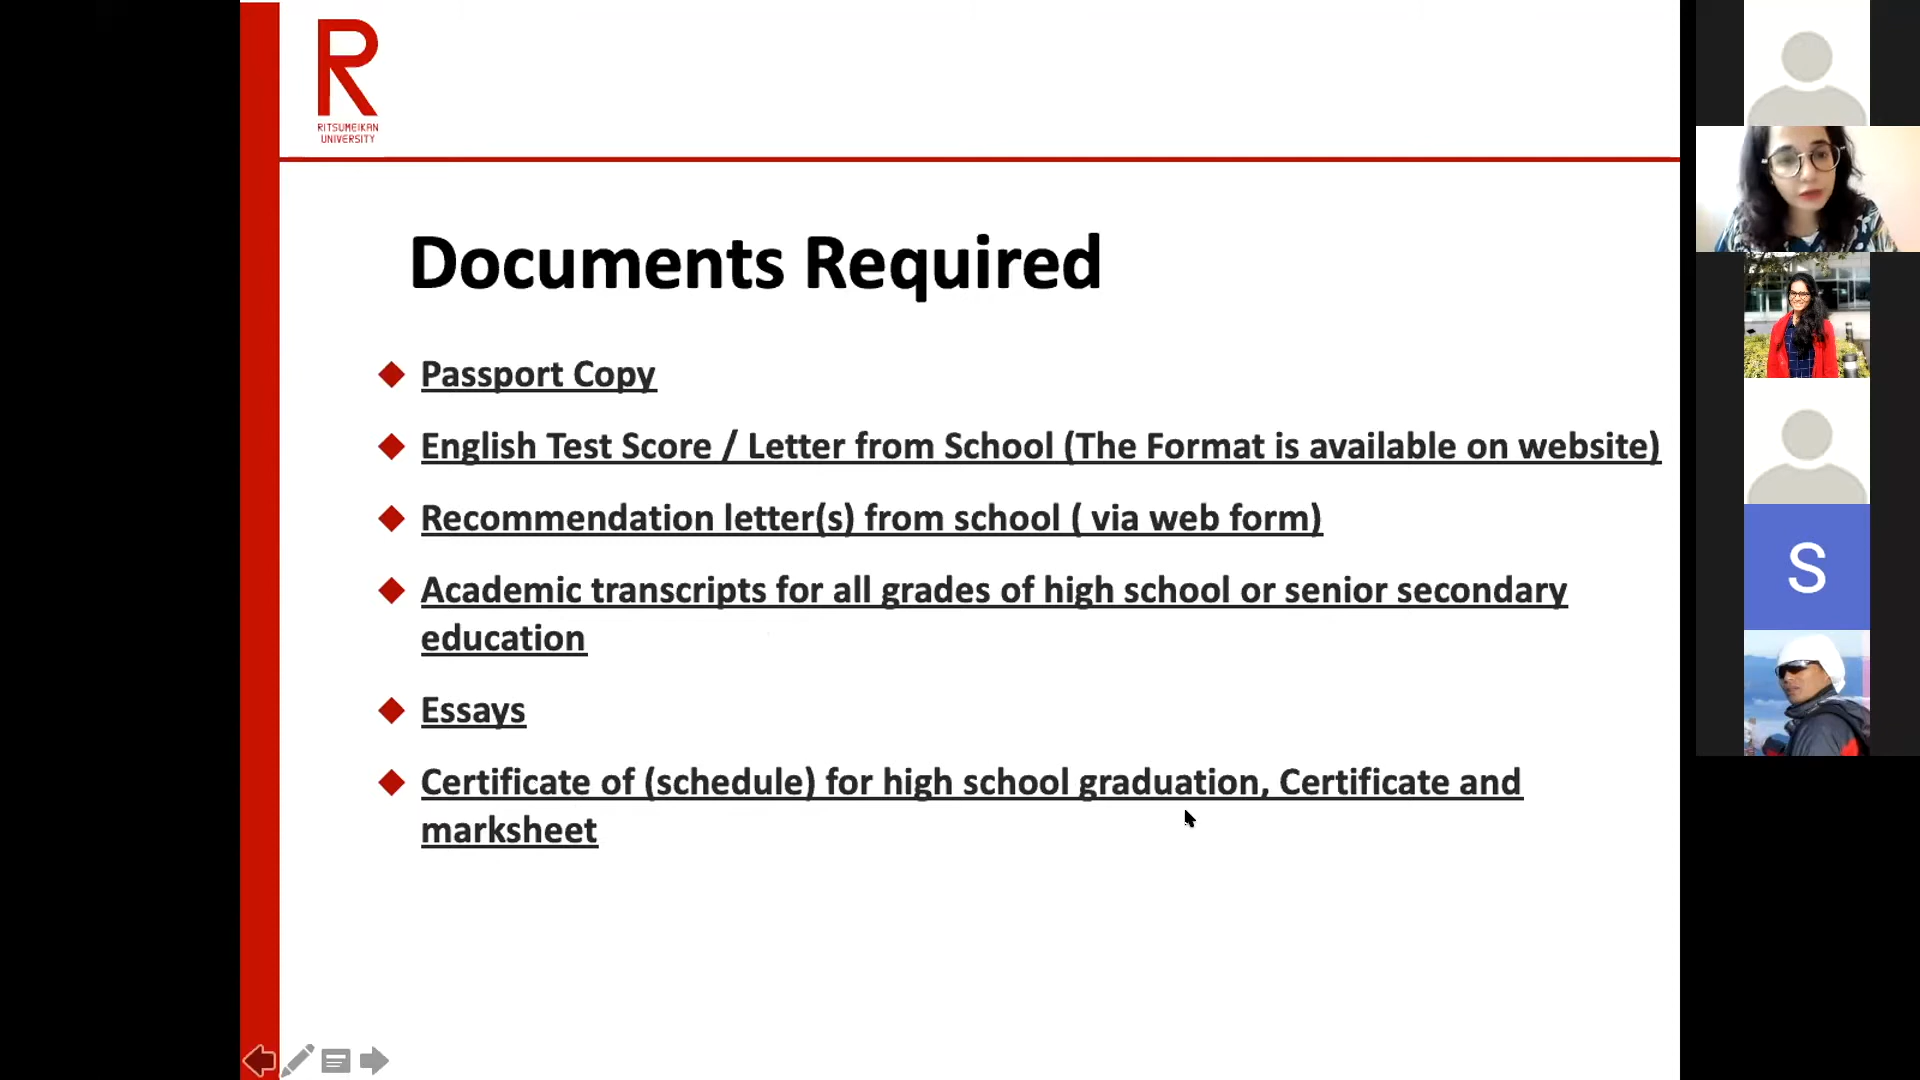 R
RITSUMEIKAN
UNIVERSITY
Documents Required
Passport Copy
English Test Score / Letter from School (The Format is available on website)
Recommendation letter(s) from school ( via web form)
Academic transcripts for all grades of high school or senior secondary
education
Essays
Certificate of (schedule) for high school graduation, Certificate and
marksheet
S